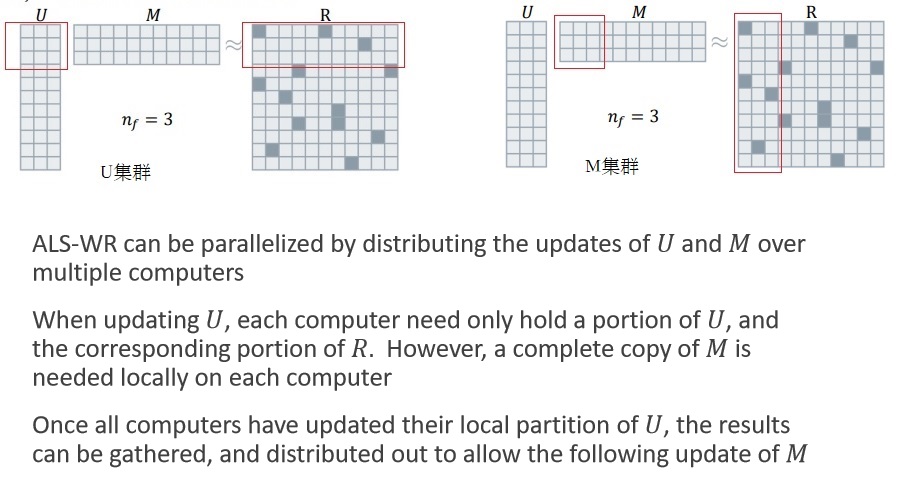 U M R
≈
n_f = 3
U集群
U M R
≈
n_f = 3
M集群
ALS-WR can be parallelized by distributing the updates of U and M over
multiple computers
When updating U, each computer need only hold a portion of U, and
the corresponding portion of R. However, a complete copy of M is
needed locally on each computer
Once all computers have updated their local partition of U, the results
can be gathered, and distributed out to allow the following update of M